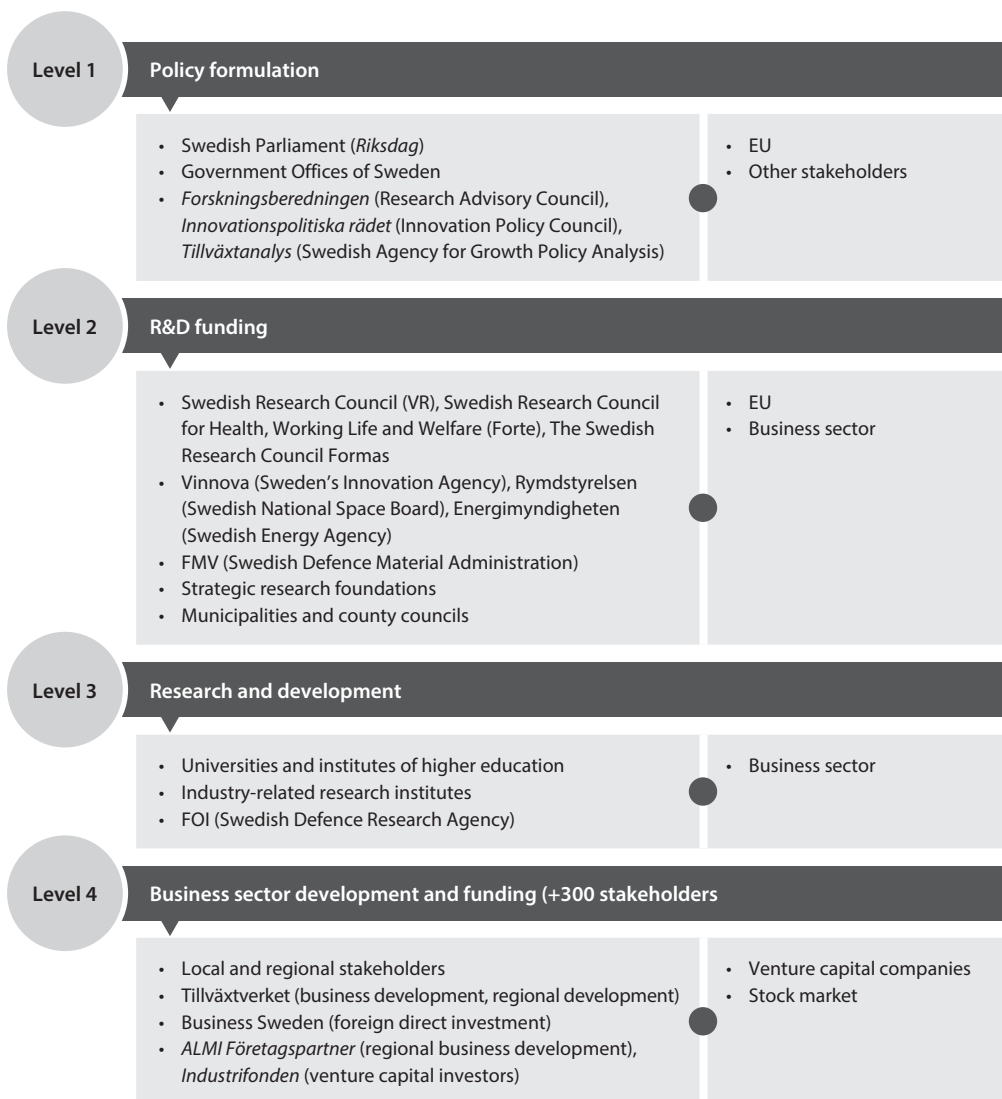 Level 1
Policy formulation
• Swedish Parliament (Riksdag)
• Government Offices of Sweden
• Forskningsberedningen (Research Advisory Council),
Innovationspolitiska rädet (Innovation Policy Council),
Tillväxtanalys (Swedish Agency for Growth Policy Analysis)
• EU
• Other stakeholders
Level 2
R&D funding
• Swedish Research Council (VR), Swedish Research Council
for Health, Working Life and Welfare (Forte), The Swedish
Research Council Formas
• Vinnova (Sweden’s Innovation Agency), Rymdstyrelsen
(Swedish National Space Board), Energimyndigheten
(Swedish Energy Agency)
• FMV (Swedish Defence Material Administration)
• Strategic research foundations
• Municipalities and county councils
• EU
• Business sector
Level 3
Research and development
• Universities and institutes of higher education
• Industry-related research institutes
• FOI (Swedish Defence Research Agency)
• Business sector
Level 4
Business sector development and funding (+300 stakeholders
• Local and regional stakeholders
• Tillväxtverket (business development, regional development)
• Business Sweden (foreign direct investment)
• ALMI Företagspartner (regional business development),
Industrifonden (venture capital investors)
• Venture capital companies
• Stock market